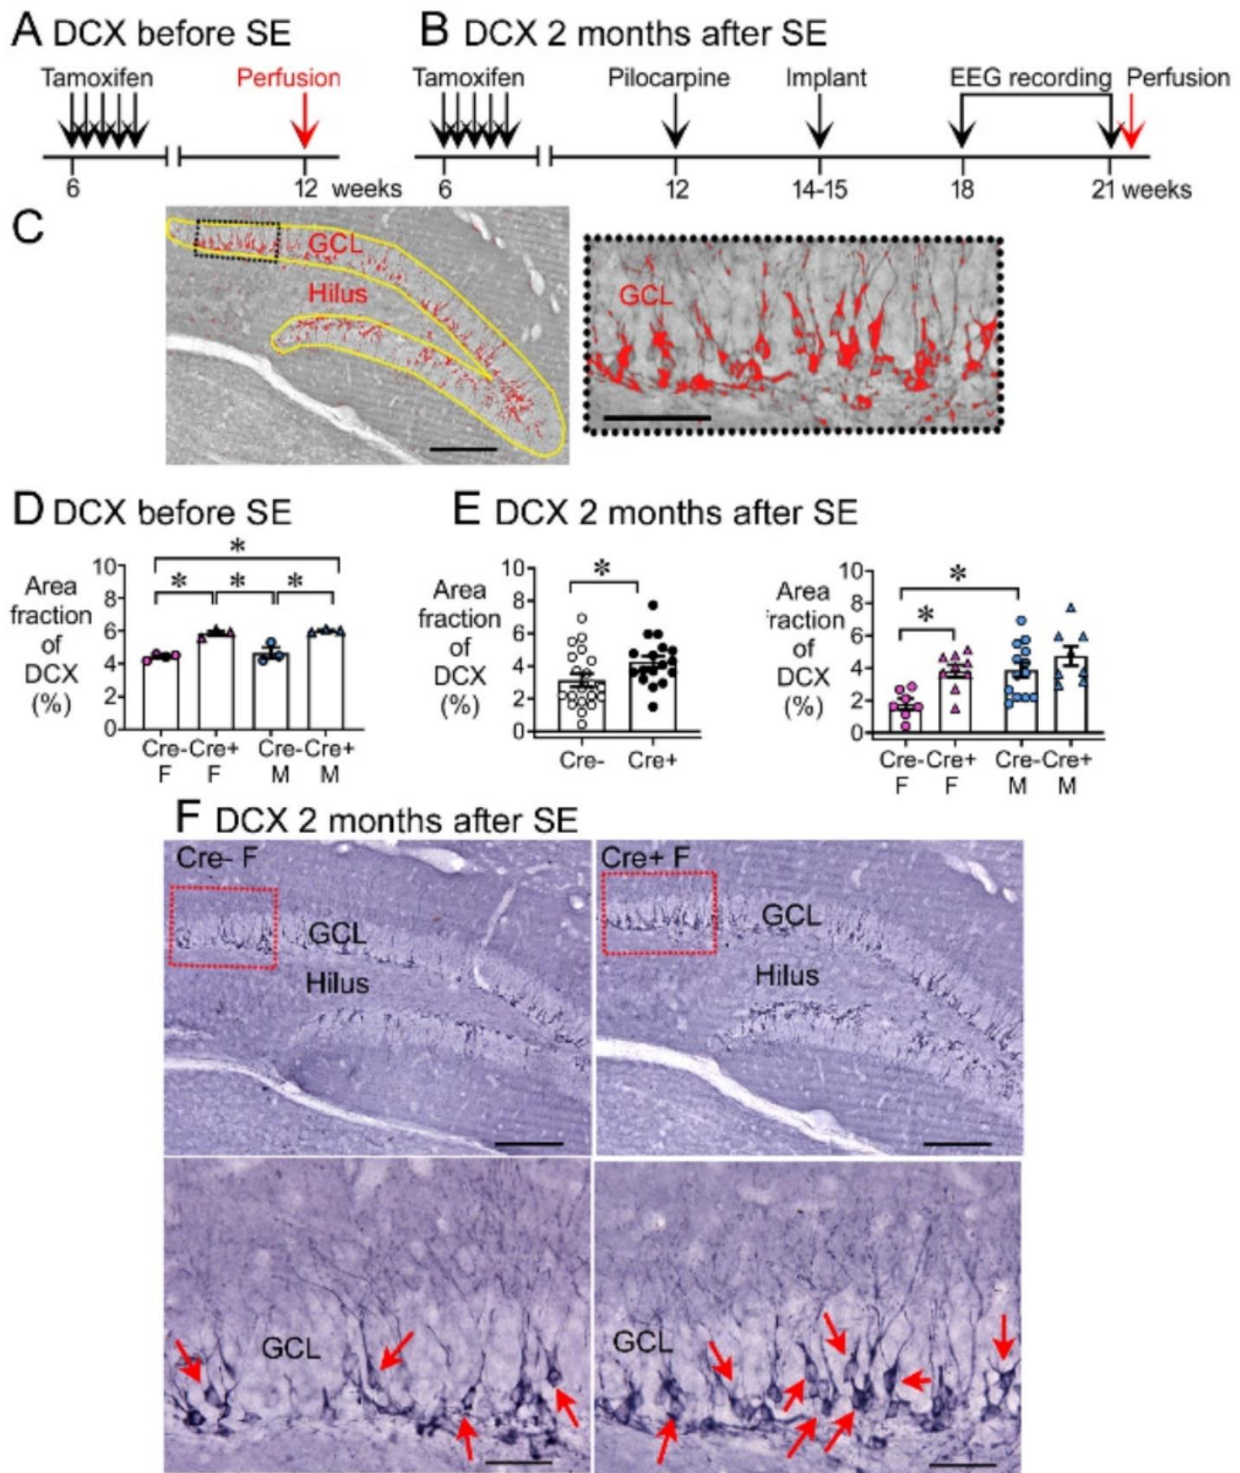 A DCX before SE
Tamoxifen Perfusion
6 12 weeks
B DCX 2 months after SE
Tamoxifen Pilocarpine Implant EEG recording Perfusion
6 12 14-15 18 21 weeks
C
GCL
Hilus
GCL
D DCX before SE
Area
fraction
of
DCX
(%)
10
8
6
4
2
0
* * * *
Cre- Cre+ Cre- Cre+
F F M M
E DCX 2 months after SE
Area
fraction
of
DCX
(%)
10
8
6
4
2
0
*
Cre- Cre+
Area
fraction
of
DCX
(%)
10
8
6
4
2
0
* *
Cre- Cre+ Cre- Cre+
F F M M
F DCX 2 months after SE
Cre- F
GCL
Hilus
Cre+ F
GCL
Hilus
GCL
GCL